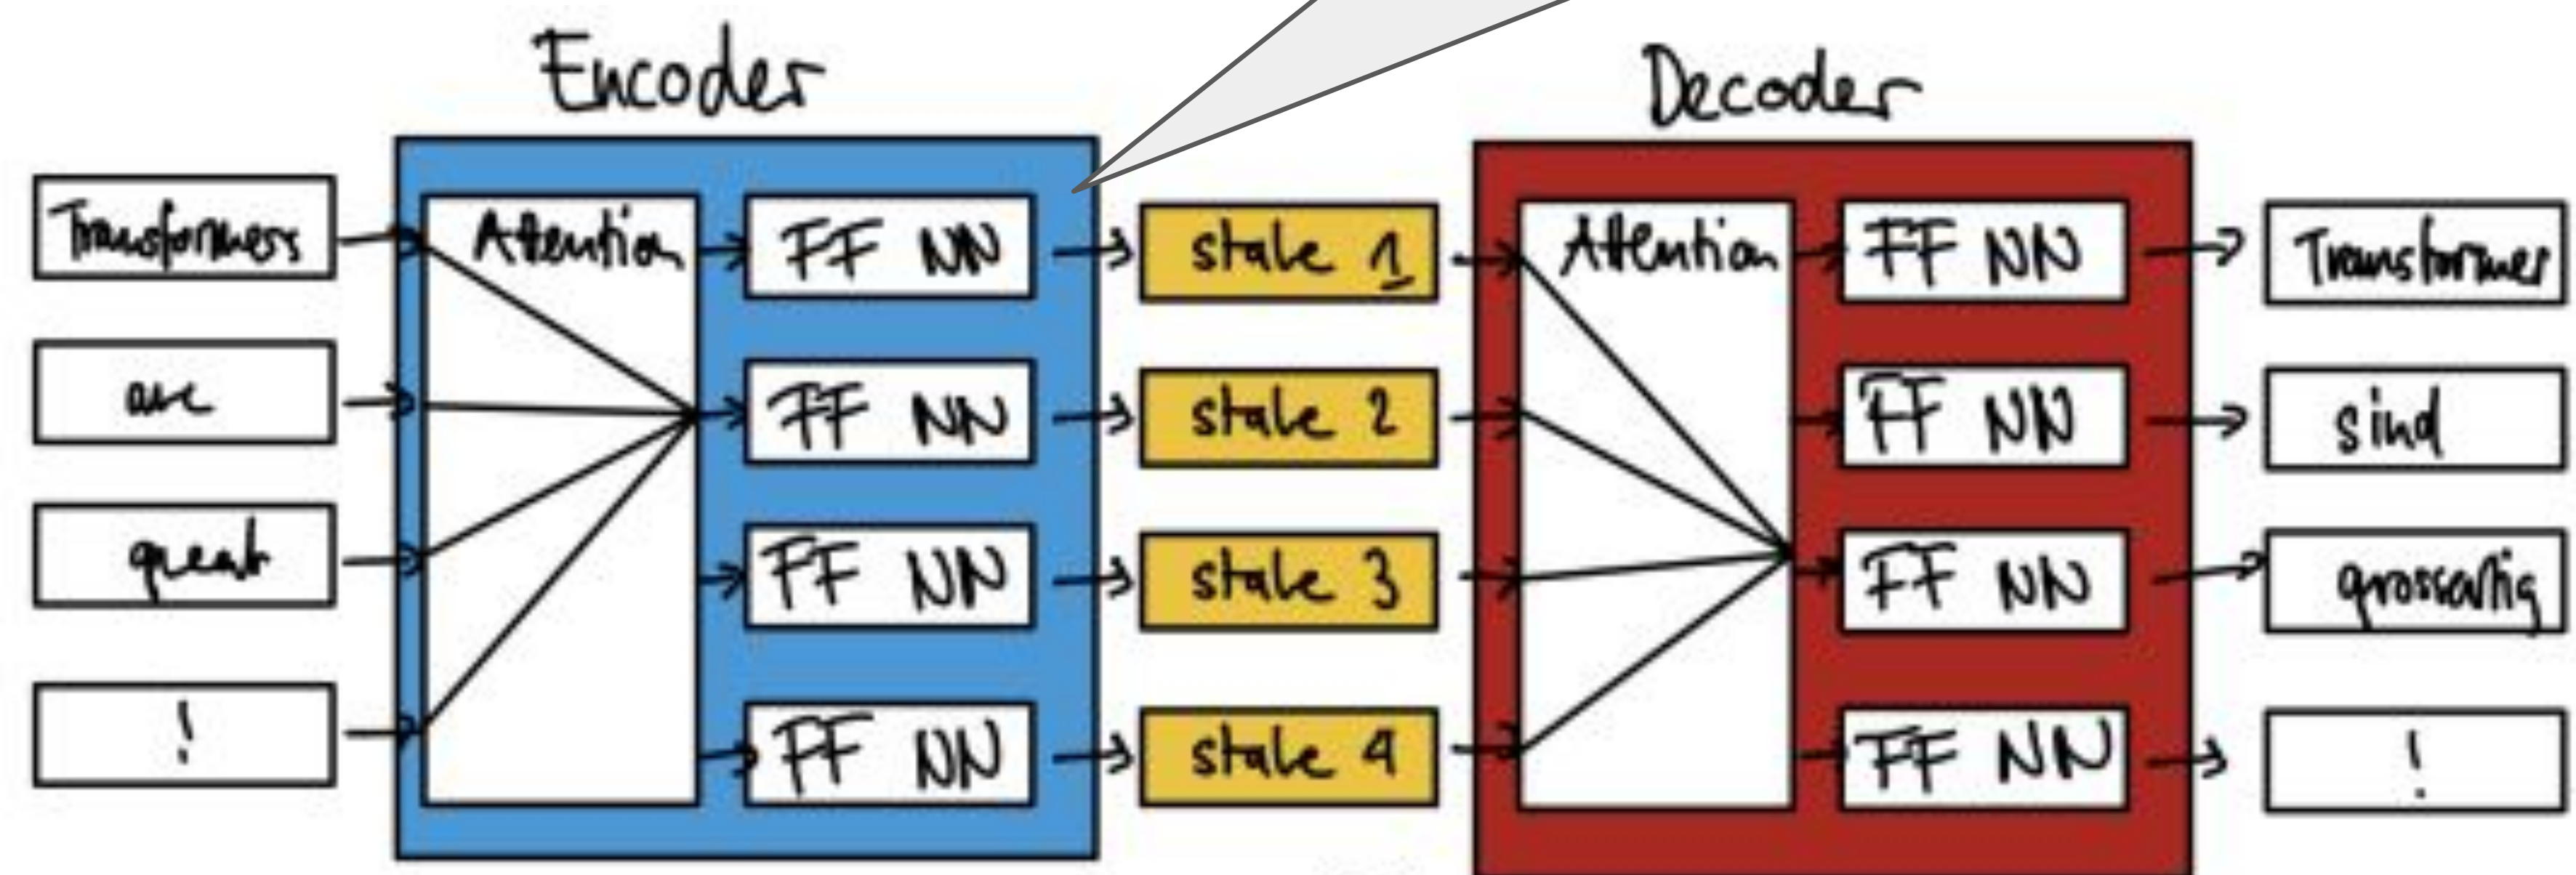 Encoder
Decoder
Transformers
Attention
FF NN
state 1
Attention
FF NN
Transformer
are
FF NN
state 2
FF NN
sind
great
FF NN
state 3
FF NN
grossartig
!
FF NN
state 4
FF NN
!